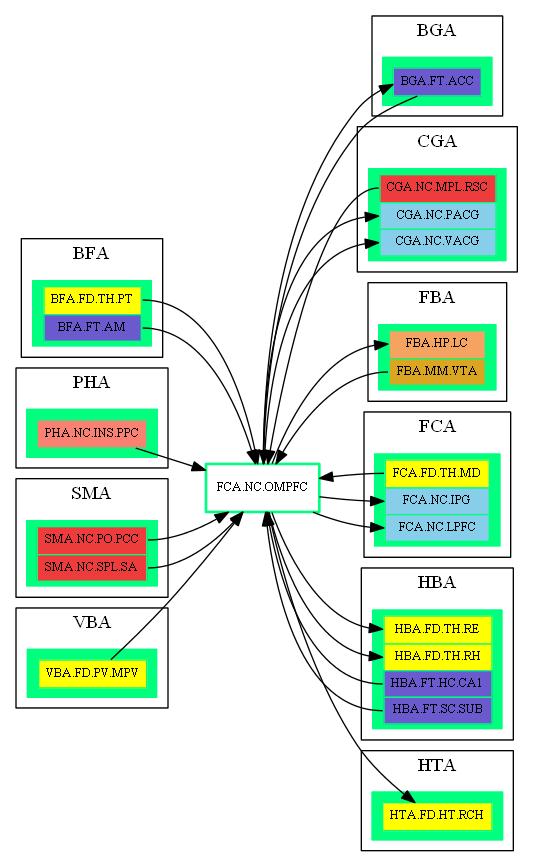 BGA
BGA.FT.ACC
CGA
CGA.NC.MPL.RSC
CGA.NC.PACG
CGA.NC.VACG
BFA
BFA.FD.TH.PT
BFA.FT.AM
FBA
FBA.HP.LC
FBA.MM.VTA
PHA
PHA.NC.INS.PPC
FCA
FCA.FD.TH.MD
FCA.NC.IPG
FCA.NC.LPFC
FCA.NC.OMPFC
SMA
SMA.NC.PO.PCC
SMA.NC.SPL.SA
HBA
HBA.FD.TH.RE
HBA.FD.TH.RH
HBA.FT.HC.CA1
HBA.FT.SC.SUB
VBA
VBA.FD.PV.MPV
HTA
HTA.FD.HT.RCH